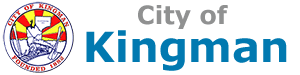 CITY OF KINGMAN
FOUNDED 1882
City of
Kingman